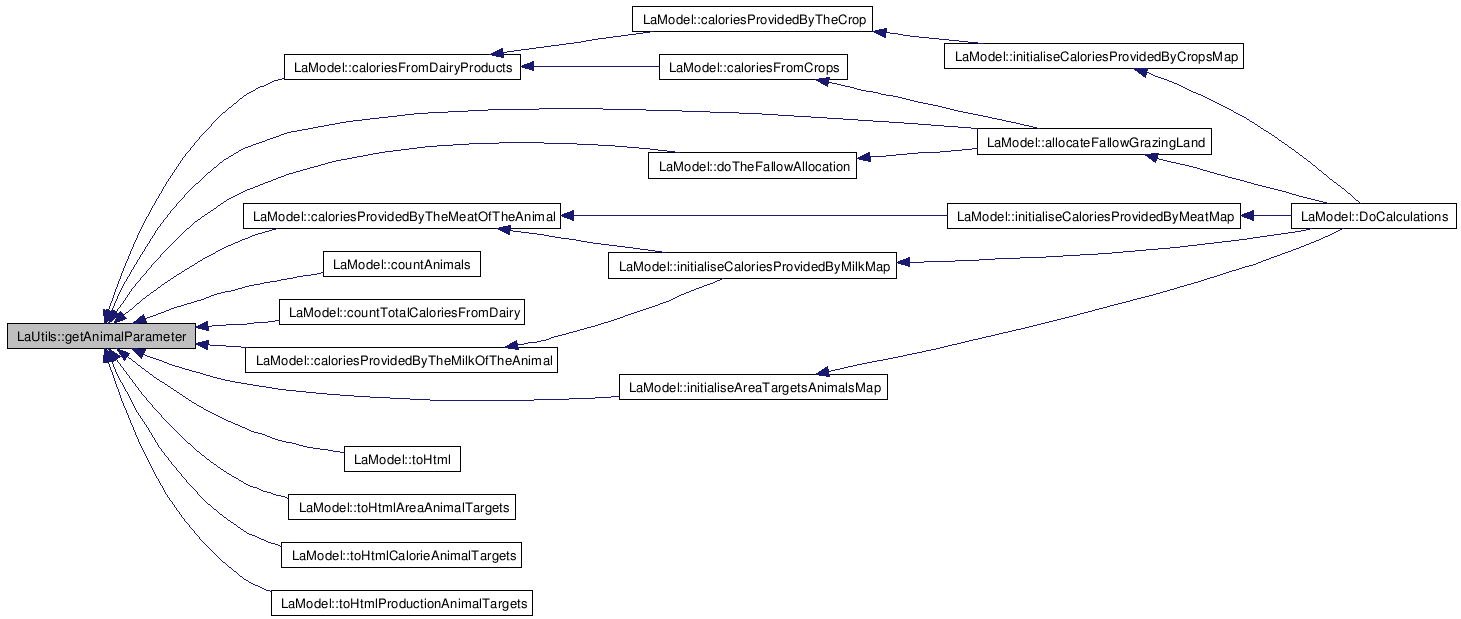 LaModel::caloriesProvidedByTheCrop
LaModel::initialiseCaloriesProvidedByCropsMap
LaModel::caloriesFromDairyProducts
LaModel::caloriesFromCrops
LaModel::allocateFallowGrazingLand
LaModel::doTheFallowAllocation
LaModel::caloriesProvidedByTheMeatOfTheAnimal
LaModel::initialiseCaloriesProvidedByMeatMap
LaModel::DoCalculations
LaModel::countAnimals
LaModel::initialiseCaloriesProvidedByMilkMap
LaModel::countTotalCaloriesFromDairy
LaUtils::getAnimalParameter
LaModel::caloriesProvidedByTheMilkOfTheAnimal
LaModel::initialiseAreaTargetsAnimalsMap
LaModel::toHtml
LaModel::toHtmlAreaAnimalTargets
LaModel::toHtmlCalorieAnimalTargets
LaModel::toHtmlProductionAnimalTargets